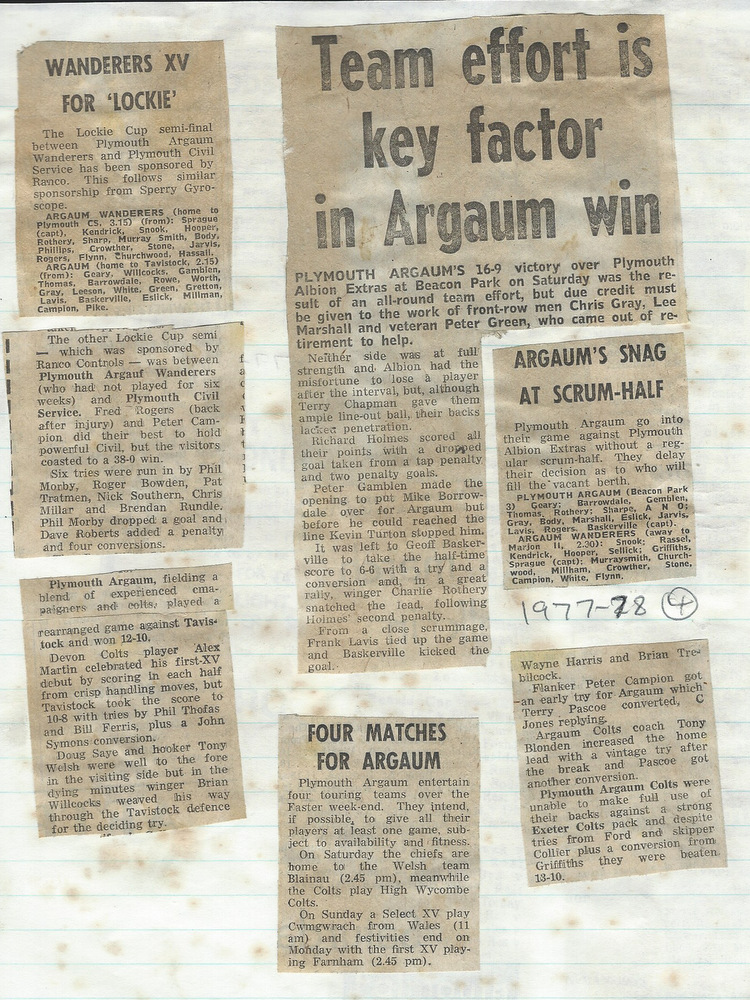 WANDERERS XV
FOR ‘LOCKIE’
The Lockie Cup semi-final
between Plymouth Argaum
Wanderers and Plymouth Civil
Service has been sponsored by
Ranco. This follows similar
sponsorship from Sperry Gyro-
scope.
ARGAUM WANDERERS (home to
Plymouth CS, 3.15) (from): Sprague
(capt), Kendrick, Snook, Hooper,
Rothery, Sharp, Murray Smith, Body,
Phillips, Crowther, Stone, Jarvis,
Rogers, Flynn, Churchwood, Hassall.
ARGAUM (home to Tavistock, 2.15)
(from): Geary, Willcocks, Gamblen,
Thomas, Barrowdale, Rowe, Worth,
Gray, Leeson, White, Green, Gretton,
Lavis, Baskerville, Eslick, Millman,
Campion, Pike.
The other Lockie Cup semi
— which was sponsored by
Ranco Controls — was between
Plymouth Argauf Wanderers
(who had not played for six
weeks) and Plymouth Civil
Service. Fred Rogers (back
after injury) and Peter Cam-
pion did their best to hold
powerful Civil, but the visitors
coasted to a 38-0 win.
Six tries were run in by Phil
Morby, Roger Bowden, Pat
Tratmen, Nick Southern, Chris
Millar and Brendan Rundle.
Phil Morby dropped a goal and
Dave Roberts added a penalty
and four conversions.
Plymouth Argaum, fielding a
blend of experienced cma-
paigners and colts, played a
rearranged game against Tavis-
tock and won 12-10.
Devon Colts player Alex
Martin celebrated his first-XV
debut by scoring in each half
from crisp handling moves, but
Tavistock took the score to
10-8 with tries by Phil Thofas
and Bill Ferris, plus a John
Symons conversion.
Doug Saye and hooker Tony
Welsh were well to the fore
in the visiting side but in the
dying minutes winger Brian
Willcocks weaved his way
through the Tavistock defence
for the deciding try.
Team effort is
key factor
in Argaum win
PLYMOUTH ARGAUM'S 16-9 victory over Plymouth
Albion Extras at Beacon Park on Saturday was the re-
sult of an all-round team effort, but due credit must
be given to the work of front-row men Chris Gray, Lee
Marshall and veteran Peter Green, who came out of re-
tirement to help.
Neither side was at full
strength and Albion had the
misfortune to lose a player
after the interval, but, although
Terry Chapman gave them
ample line-out ball, their backs
lacked penetration.
Richard Holmes scored all
their points with a dropped
goal taken from a tap penalty
and two penalty goals.
Peter Gamblen made the
opening to put Mike Borrow-
dale over for Argaum but
before he could reached the
line Kevin Turton stopped him.
It was left to Geoff Basker-
ville to take the half-time
score to 6-6 with a try and a
conversion and, in a great
rally, winger Charlie Rothery
snatched the lead, following
Holmes' second penalty.
From a close scrummage,
Frank Lavis tied up the game
and Baskerville kicked the
goal.
ARGAUM'S SNAG
AT SCRUM-HALF
Plymouth Argaum go into
their game against Plymouth
Albion Extras without a reg-
ular scrum-half. They delay
their decision as to who will
fill the vacant berth.
PLYMOUTH ARGAUM (Beacon Park
3) Geary; Barrowdale, Gemblen,
Thomas, Rothery; Sharpe, A N O;
Gray, Body, Marshall, Eslick, Jarvis,
Lavis, Rogers, Baskerville (capt).
ARGAUM WANDERERS (away to
Marjon II, 2.30): Snook; Rassel,
Kendrick, Hooper, Sellick; Griffiths,
Sprague (capt); Murraysmith, Church-
wood, Millham, Crowther, Stone,
Campion, White, Flynn.
1977-78 4
FOUR MATCHES
FOR ARGAUM
Plymouth Argaum entertain
four touring teams over the
Easter week-end. They intend,
if possible, to give all their
players at least one game, sub-
ject to availability and fitness.
On Saturday the chiefs are
home to the Welsh team
Blainau (2.45 pm), meanwhile
the Colts play High Wycombe
Colts.
On Sunday a Select XV play
Cwmgwrach from Wales (11
am) and festivities end on
Monday with the first XV play-
ing Farnham (2.45 pm).
Wayne Harris and Brian Tre-
bilcock.
Flanker Peter Campion got
an early try for Argaum which
Terry Pascoe converted, C
Jones replying.
Argaum Colts coach Tony
Blonden increased the home
lead with a vintage try after
the break and Pascoe got
another conversion.
Plymouth Argaum Colts were
unable to make full use of
their backs against a strong
Exeter Colts pack and despite
tries from Ford and skipper
Collier plus a conversion from
Griffiths they were beaten
13-10.